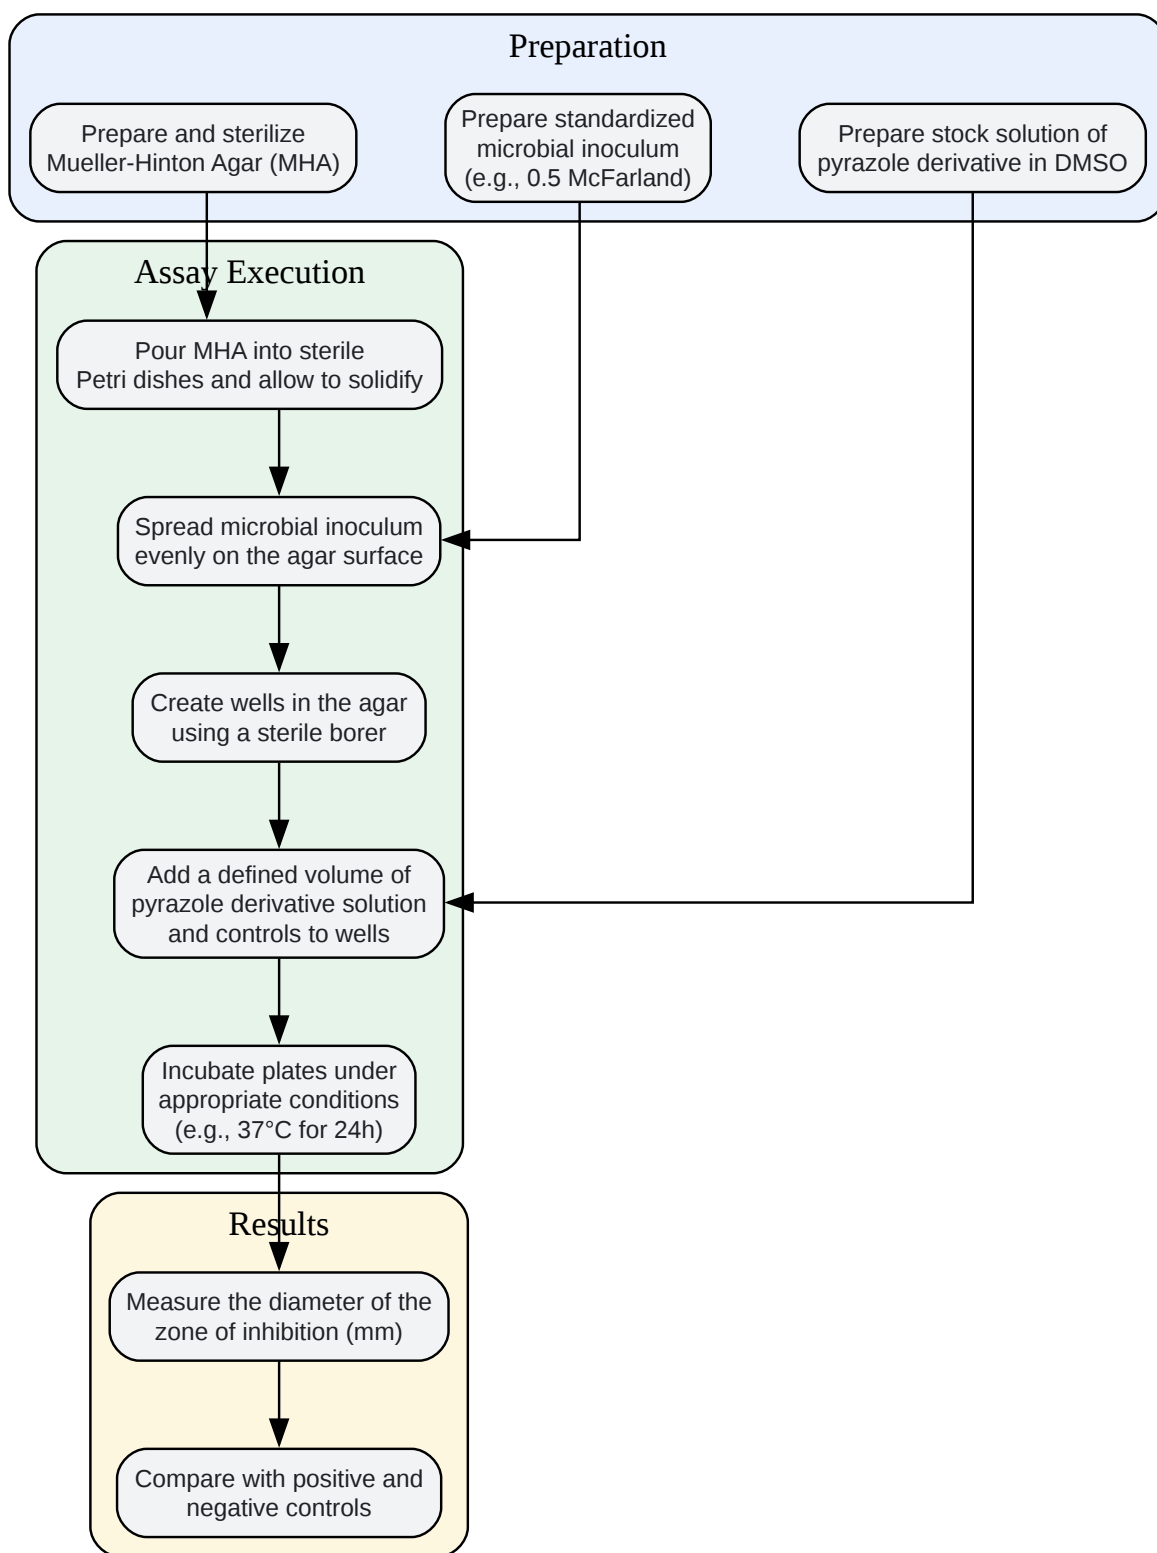 Preparation
Prepare and sterilize
Mueller-Hinton Agar (MHA)
Prepare standardized
microbial inoculum
(e.g., 0.5 McFarland)
Prepare stock solution of
pyrazole derivative in DMSO
Assay Execution
Pour MHA into sterile
Petri dishes and allow to solidify
Spread microbial inoculum
evenly on the agar surface
Create wells in the agar
using a sterile borer
Add a defined volume of
pyrazole derivative solution
and controls to wells
Incubate plates under
appropriate conditions
(e.g., 37°C for 24h)
Results
Measure the diameter of the
zone of inhibition (mm)
Compare with positive and
negative controls